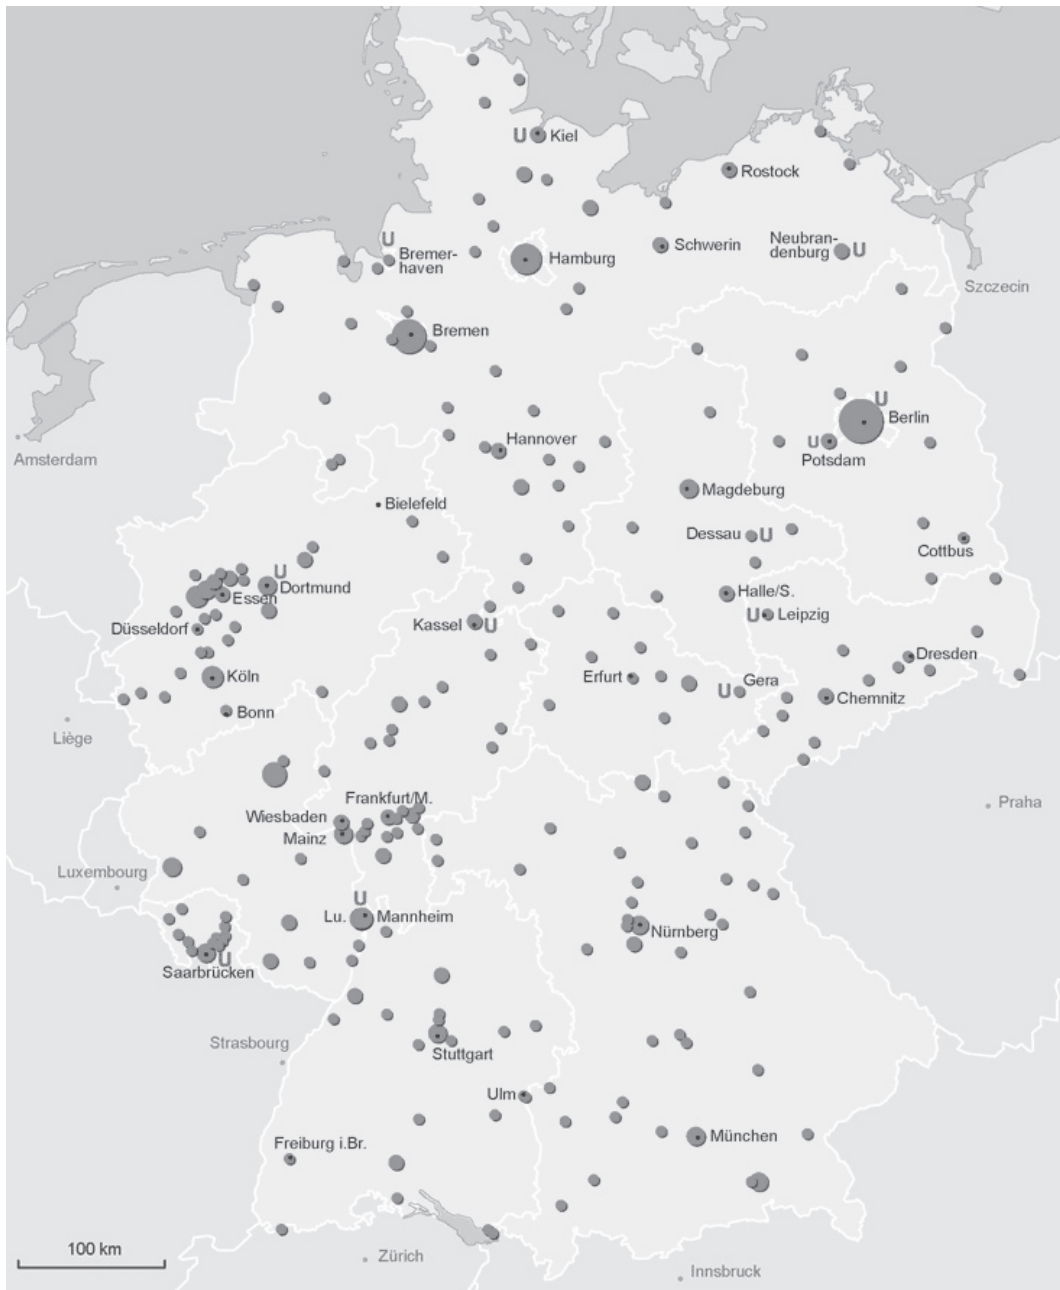 U Kiel
Rostock
U
Bremer-
haven
Hamburg
Schwerin
Neubran-
denburg U
Szczecin
Bremen
U
Berlin
Amsterdam
Hannover
U
Potsdam
Bielefeld
Magdeburg
Dessau U
Cottbus
U
Dortmund
Essen
Düsseldorf
Kassel U
Halle/S.
U Leipzig
Köln
Erfurt
U Gera
Dresden
Chemnitz
Bonn
Liège
Wiesbaden
Frankfurt/M.
Mainz
Praha
Luxembourg
U
Lu. Mannheim
Nürnberg
U
Saarbrücken
Strasbourg
Stuttgart
Ulm
München
Freiburg i.Br.
100 km
Zürich
Innsbruck